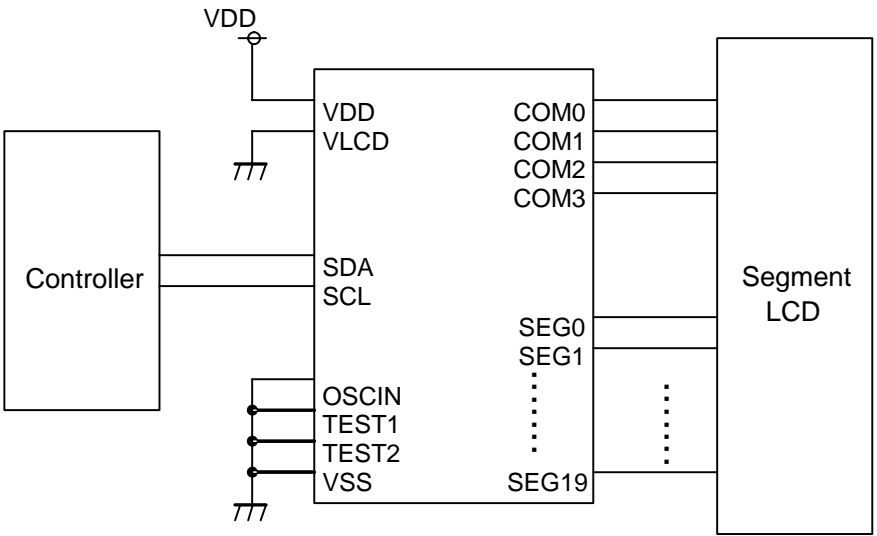 VDD
VDD
VLCD
SDA
SCL
OSCIN
TEST1
TEST2
VSS
COM0
COM1
COM2
COM3
SEG0
SEG1
SEG19
Controller
Segment
LCD